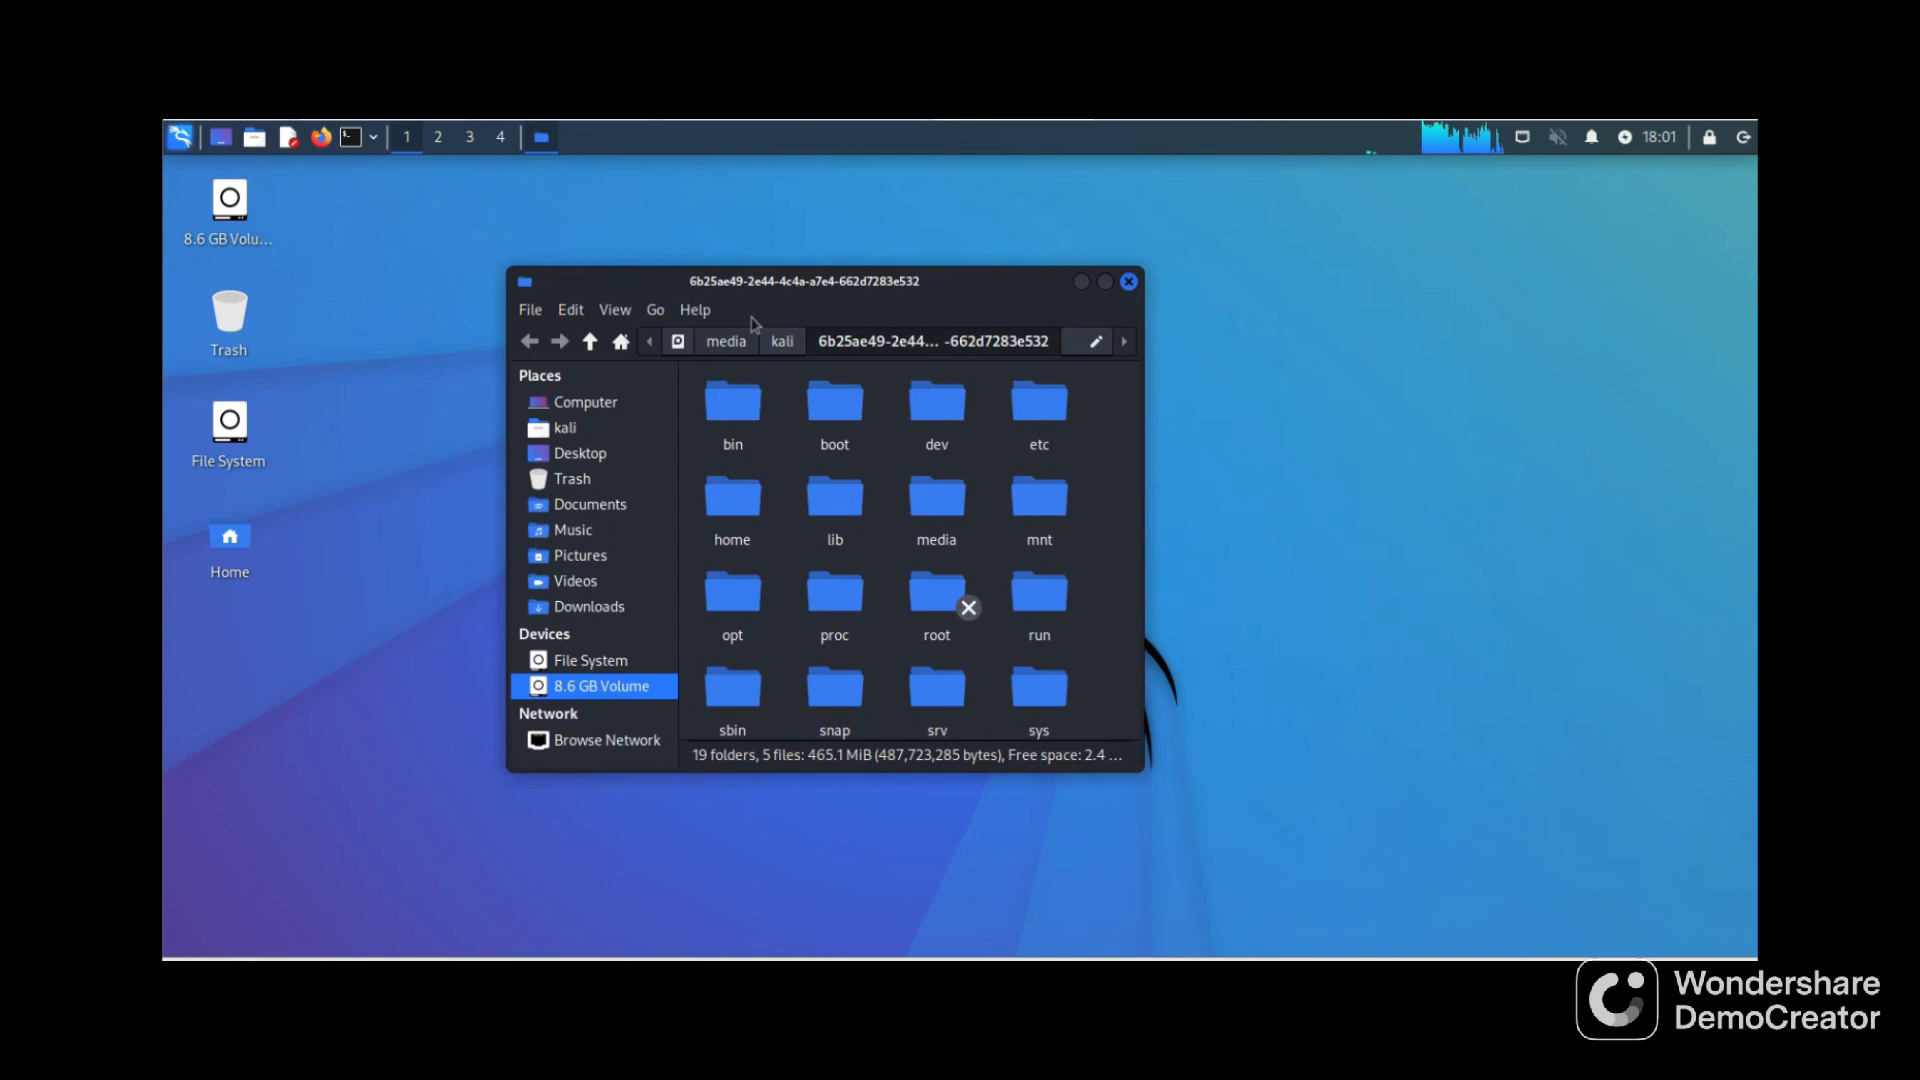 1 2 3 4 18:01
8.6 GB Volu...
Trash
File System
Home
6b25ae49-2e44-4c4a-a7e4-662d7283e532
File Edit View Go Help
media kali 6b25ae49-2e44... -662d7283e532
Places
Computer
kali
Desktop
Trash
Documents
Music
Pictures
Videos
Downloads
Devices
File System
8.6 GB Volume
Network
Browse Network
bin boot dev etc
home lib media mnt
opt proc root run
sbin snap srv sys
19 folders, 5 files: 465.1 MiB (487,723,285 bytes), Free space: 2.4 ...
Wondershare
DemoCreator